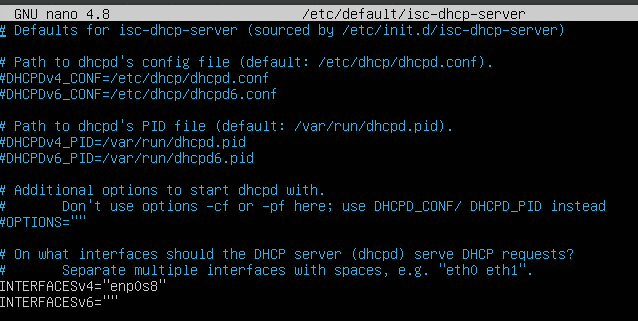 GNU nano 4.8 /etc/default/isc-dhcp-server
# Defaults for isc-dhcp-server (sourced by /etc/init.d/isc-dhcp-server)
# Path to dhcpd's config file (default: /etc/dhcp/dhcpd.conf).
#DHCPDv4_CONF=/etc/dhcp/dhcpd.conf
#DHCPDv6_CONF=/etc/dhcp/dhcpd6.conf
# Path to dhcpd's PID file (default: /var/run/dhcpd.pid).
#DHCPDv4_PID=/var/run/dhcpd.pid
#DHCPDv6_PID=/var/run/dhcpd6.pid
# Additional options to start dhcpd with.
#       Don't use options -cf or -pf here; use DHCPD_CONF/ DHCPD_PID instead
#OPTIONS=""
# On what interfaces should the DHCP server (dhcpd) serve DHCP requests?
#       Separate multiple interfaces with spaces, e.g. "eth0 eth1".
INTERFACESv4="enp0s8"
INTERFACESv6=""